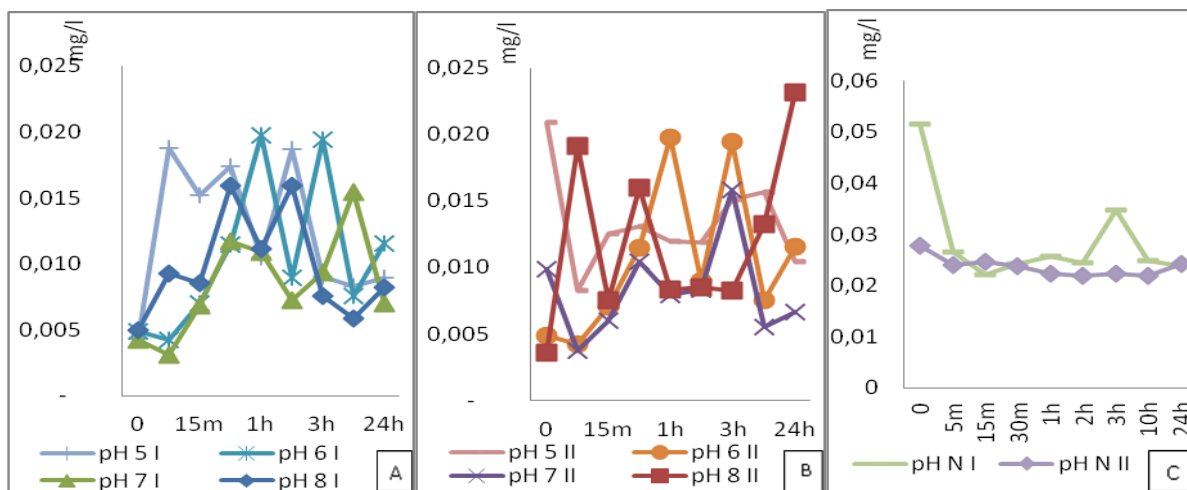 mg/l
0,025
0,020
0,015
0,010
0,005
-
0 15m 1h 3h 24h
pH 5 I pH 6 I
pH 7 I pH 8 I
A
mg/l
0,025
0,020
0,015
0,010
0,005
-
0 15m 1h 3h 24h
pH 5 II pH 6 II
pH 7 II pH 8 II
B
mg/l
0,06
0,05
0,04
0,03
0,02
0,01
0
0 5m 15m 30m 1h 2h 3h 10h 24h
pH N I pH N II
C